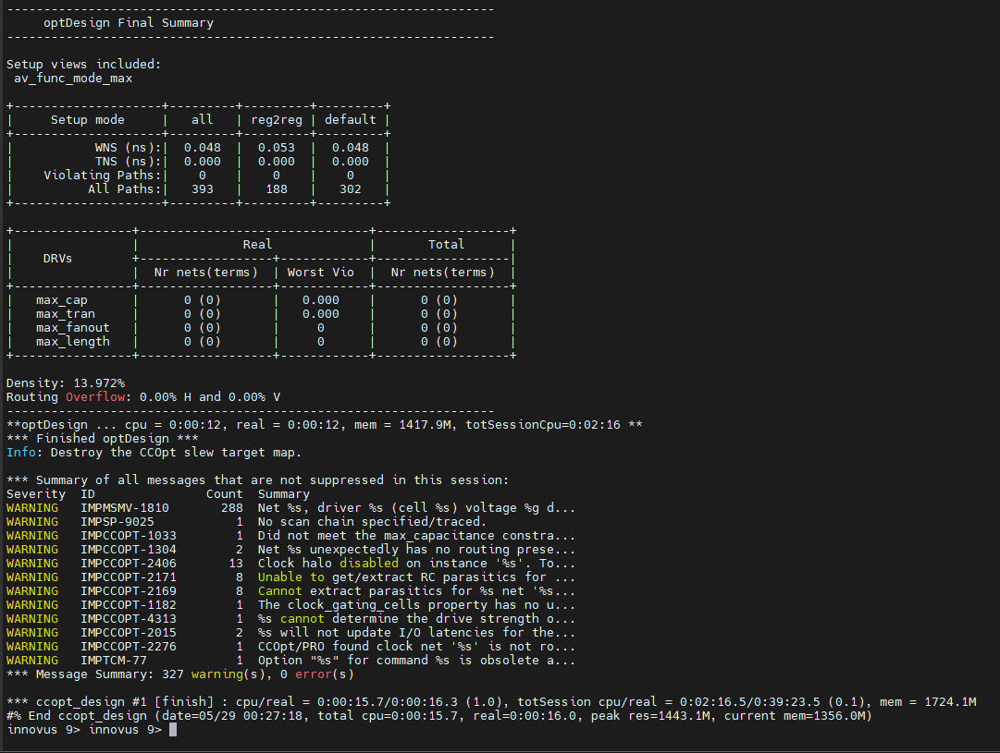 ------------------------------------------------------------------
     optDesign Final Summary
------------------------------------------------------------------

Setup views included:
 av_func_mode_max

+--------------------+---------+---------+---------+
|     Setup mode     |   all   | reg2reg | default |
+--------------------+---------+---------+---------+
|           WNS (ns):|  0.048  |  0.053  |  0.048  |
|           TNS (ns):|  0.000  |  0.000  |  0.000  |
|    Violating Paths:|    0    |    0    |    0    |
|          All Paths:|   393   |   188   |   302   |
+--------------------+---------+---------+---------+

+----------------+-------------------------------+------------------+
|                |              Real             |       Total      |
|    DRVs        +------------------+------------+------------------|
|                |  Nr nets(terms)  | Worst Vio  |  Nr nets(terms)  |
+----------------+------------------+------------+------------------+
|   max_cap      |      0 (0)       |   0.000    |      0 (0)       |
|   max_tran     |      0 (0)       |   0.000    |      0 (0)       |
|   max_fanout   |      0 (0)       |     0      |      0 (0)       |
|   max_length   |      0 (0)       |     0      |      0 (0)       |
+----------------+------------------+------------+------------------+

Density: 13.972%
Routing Overflow: 0.00% H and 0.00% V
------------------------------------------------------------------
**optDesign ... cpu = 0:00:12, real = 0:00:12, mem = 1417.9M, totSessionCpu=0:02:16 **
*** Finished optDesign ***
Info: Destroy the CCOpt slew target map.

*** Summary of all messages that are not suppressed in this session:
Severity  ID               Count  Summary
WARNING   IMPMSMV-1810       288  Net %s, driver %s (cell %s) voltage %g d...
WARNING   IMPSP-9025           1  No scan chain specified/traced.
WARNING   IMPCCOPT-1033        1  Did not meet the max_capacitance constra...
WARNING   IMPCCOPT-1304        2  Net %s unexpectedly has no routing prese...
WARNING   IMPCCOPT-2406       13  Clock halo disabled on instance '%s'. To...
WARNING   IMPCCOPT-2171        8  Unable to get/extract RC parasitics for ...
WARNING   IMPCCOPT-2169        8  Cannot extract parasitics for %s net '%s...
WARNING   IMPCCOPT-1182        1  The clock_gating_cells property has no u...
WARNING   IMPCCOPT-4313        1  %s cannot determine the drive strength o...
WARNING   IMPCCOPT-2015        2  %s will not update I/O latencies for the...
WARNING   IMPCCOPT-2276        1  CCOpt/PRO found clock net '%s' is not ro...
WARNING   IMPTCM-77            1  Option "%s" for command %s is obsolete a...
*** Message Summary: 327 warning(s), 0 error(s)

*** ccopt_design #1 [finish] : cpu/real = 0:00:15.7/0:00:16.3 (1.0), totSession cpu/real = 0:02:16.5/0:39:23.5 (0.1), mem = 1724.1M
#% End ccopt_design (date=05/29 00:27:18, total cpu=0:00:15.7, real=0:00:16.0, peak res=1443.1M, current mem=1356.0M)
innovus 9> innovus 9>